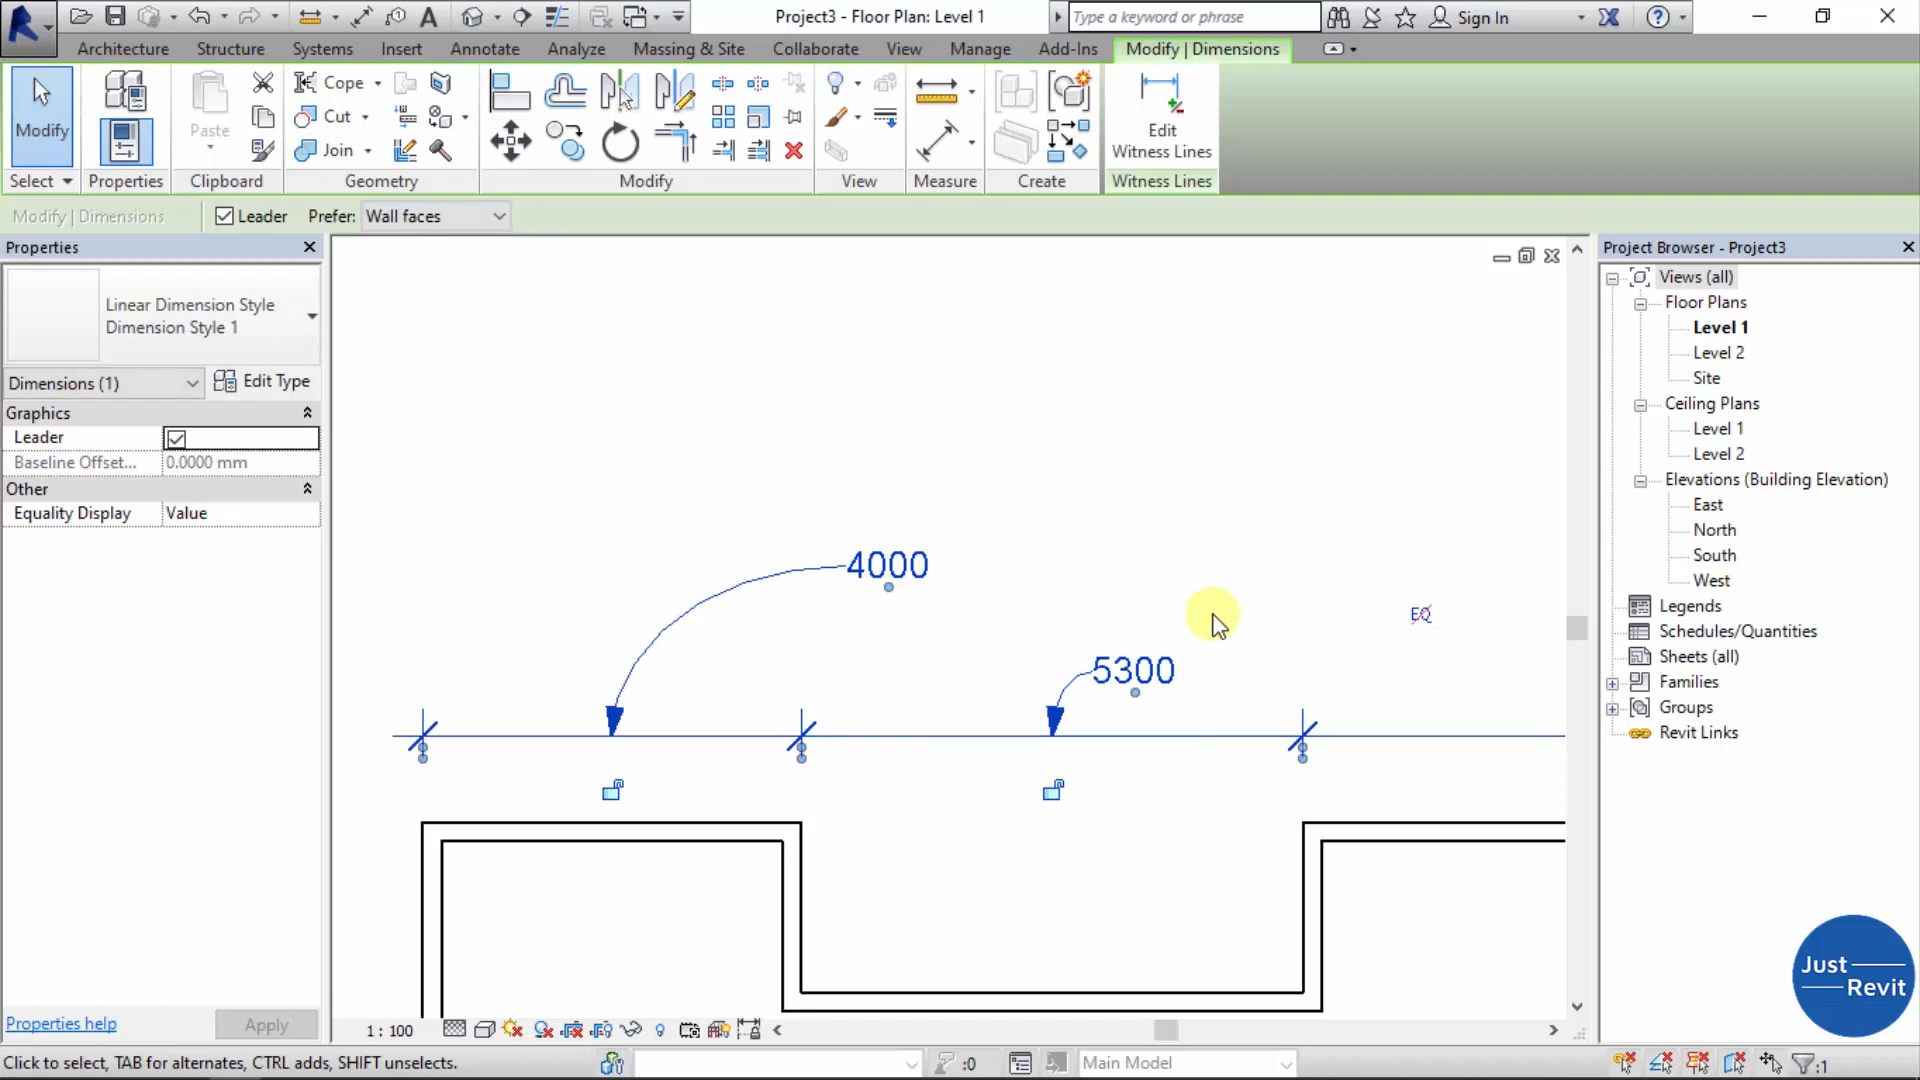 Project3 - Floor Plan: Level 1
Type a keyword or phrase
Sign In
Architecture
Structure
Systems
Insert
Annotate
Analyze
Massing & Site
Collaborate
View
Manage
Add-Ins
Modify | Dimensions
Modify
Paste
Cope
Cut
Join
Edit
Witness Lines
Select
Properties
Clipboard
Geometry
Modify
View
Measure
Create
Witness Lines
Modify | Dimensions
Leader
Prefer:
Wall faces
Properties
Linear Dimension Style
Dimension Style 1
Dimensions (1)
Edit Type
Graphics
Leader
Baseline Offset...
0.0000 mm
Other
Equality Display
Value
Properties help
Apply
4000
5300
EQ
Project Browser - Project3
Views (all)
Floor Plans
Level 1
Level 2
Site
Ceiling Plans
Level 1
Level 2
Elevations (Building Elevation)
East
North
South
West
Legends
Schedules/Quantities
Sheets (all)
Families
Groups
Revit Links
Just
Revit
1 : 100
Click to select, TAB for alternates, CTRL adds, SHIFT unselects.
:0
Main Model
:1